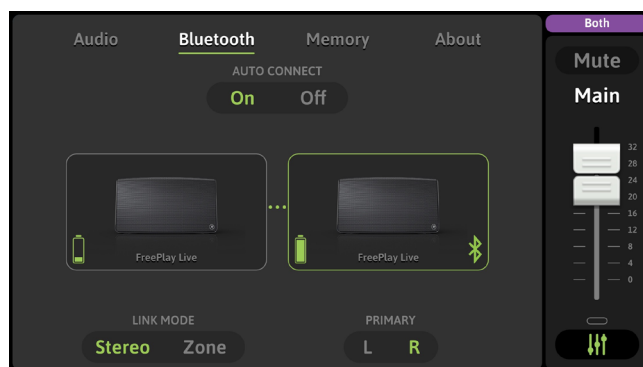 Both
Audio Bluetooth Memory About
Mute
AUTO CONNECT
On Off
Main
32
28
24
20
16
12
8
4
0
FreePlay Live FreePlay Live
LINK MODE PRIMARY
Stereo Zone L R